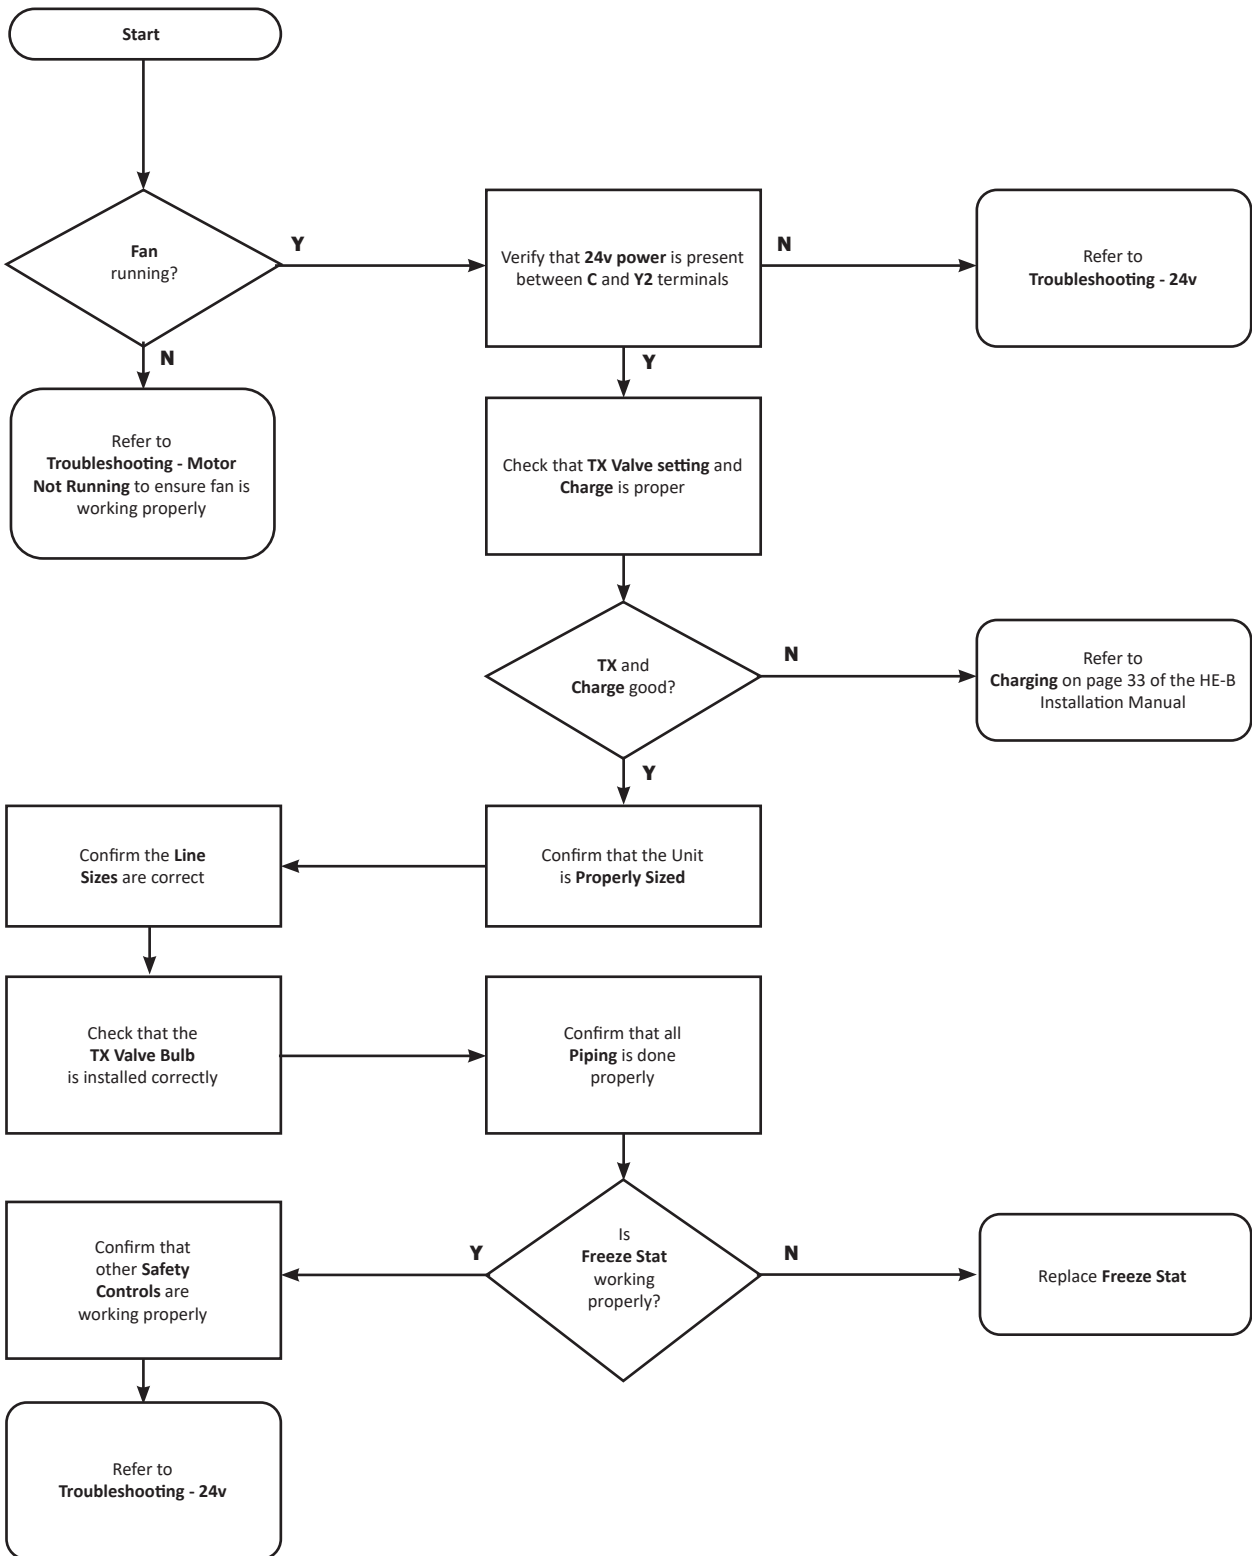 Start
Fan
running?
Y
Verify that 24v power is present
between C and Y2 terminals
N
Refer to
Troubleshooting - 24v
N
Refer to
Troubleshooting - Motor
Not Running to ensure fan is
working properly
Y
Check that TX Valve setting and
Charge is proper
TX and
Charge good?
N
Refer to
Charging on page 33 of the HE-B
Installation Manual
Y
Confirm that the Unit
is Properly Sized
Confirm the Line
Sizes are correct
Check that the
TX Valve Bulb
is installed correctly
Confirm that all
Piping is done
properly
Is
Freeze Stat
working
properly?
N
Replace Freeze Stat
Y
Confirm that
other Safety
Controls are
working properly
Refer to
Troubleshooting - 24v